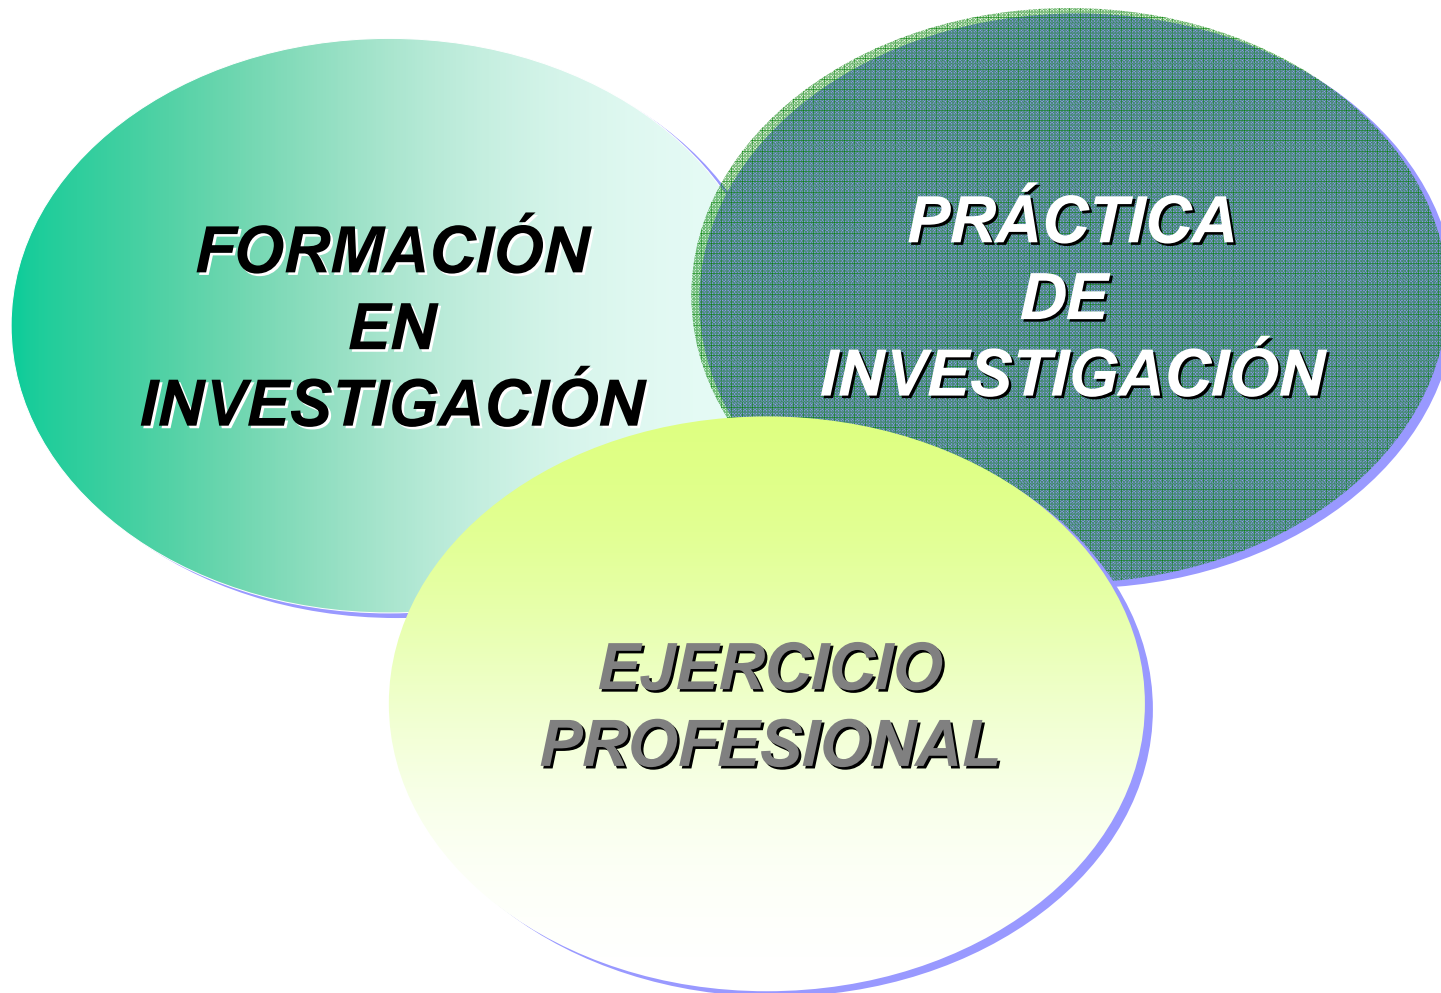 FORMACIÓN
EN
INVESTIGACIÓN
PRÁCTICA
DE
INVESTIGACIÓN
EJERCICIO
PROFESIONAL